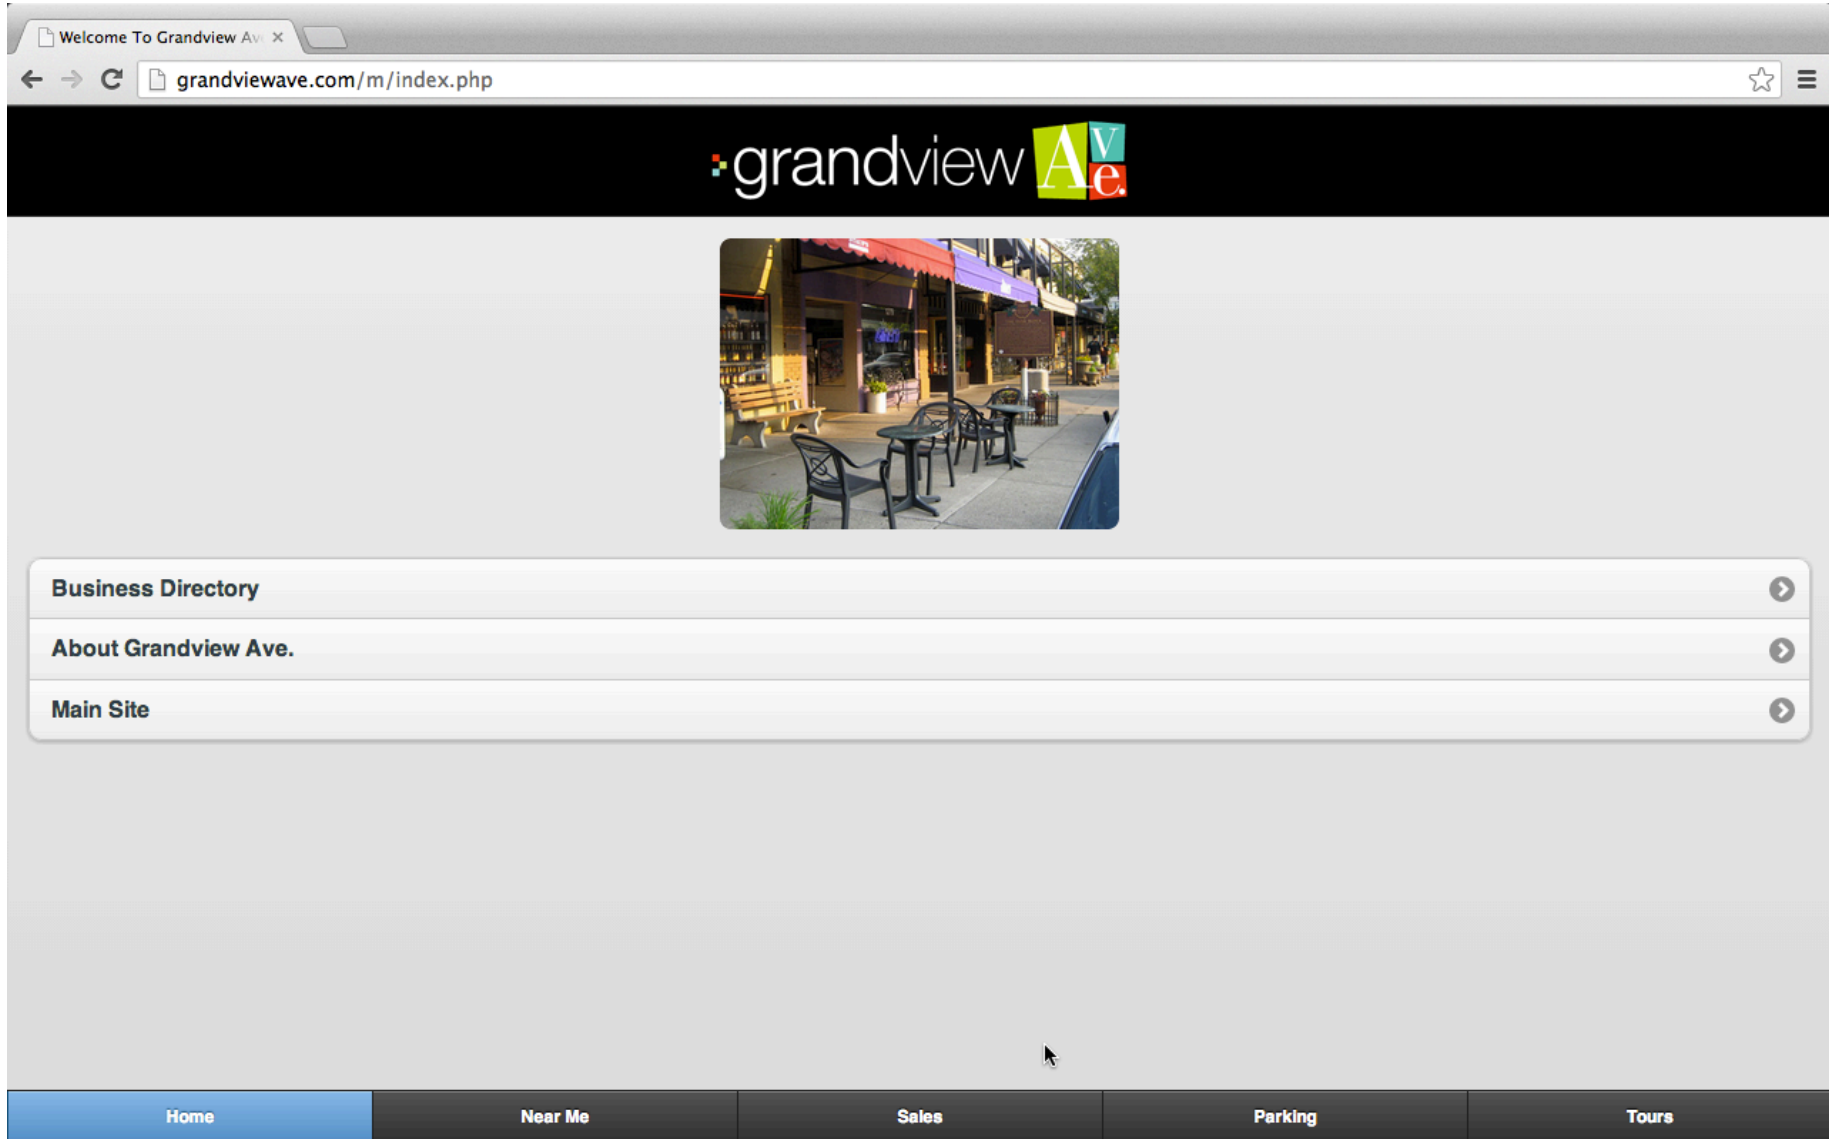 Welcome To Grandview Av
grandviewave.com/m/index.php
grandview Ave.
Business Directory
About Grandview Ave.
Main Site
Home
Near Me
Sales
Parking
Tours